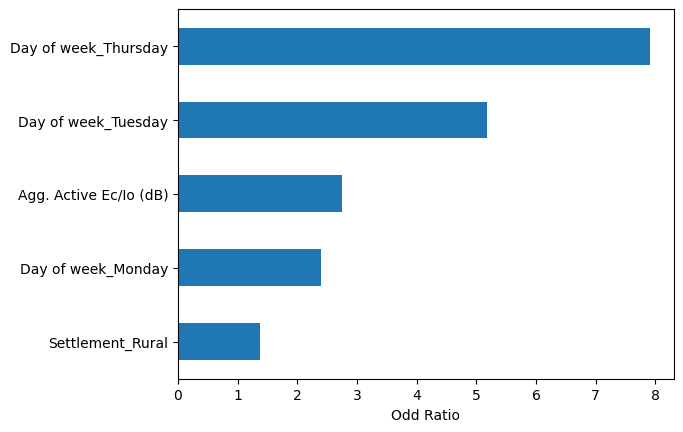 Day of week_Thursday
Day of week_Tuesday
Agg. Active Ec/Io (dB)
Day of week_Monday
Settlement_Rural
0 1 2 3 4 5 6 7 8
Odd Ratio